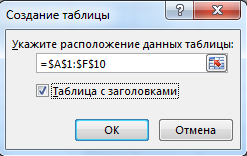 Создание таблицы
Укажите расположение данных таблицы:
=$A$1:$F$10
Таблица с заголовками
ОК
Отмена